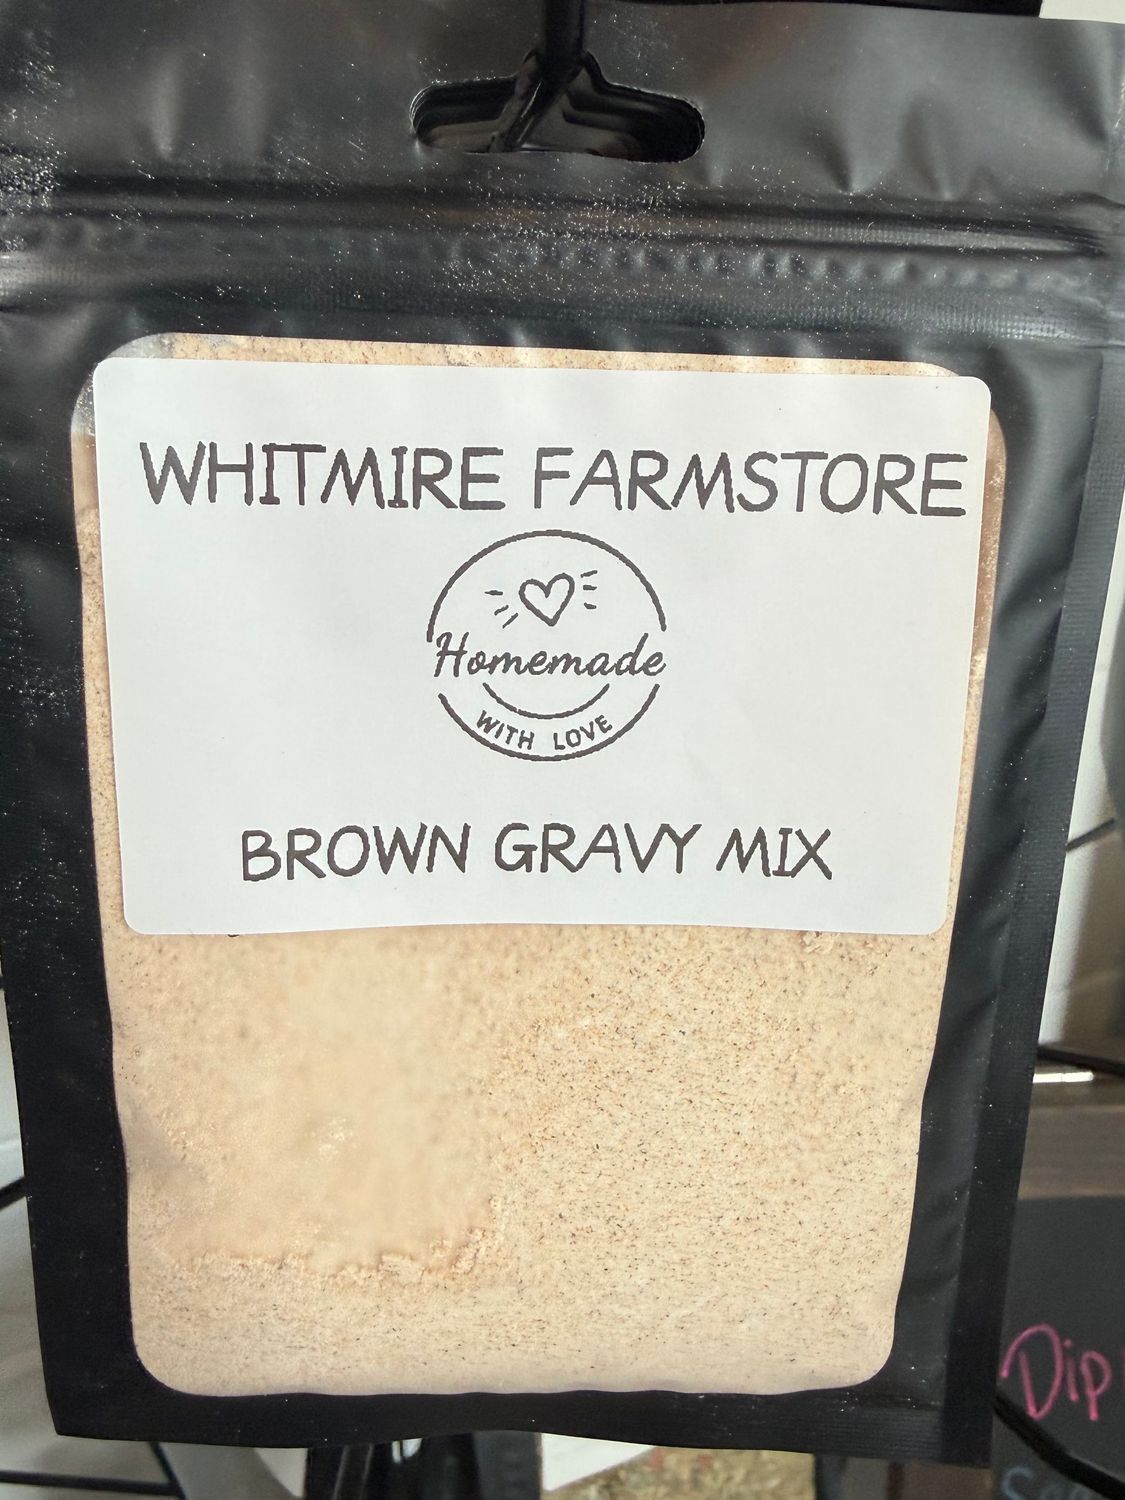 WHITMIRE FARMSTORE
Homemade
WITH LOVE
BROWN GRAVY MIX
Dip